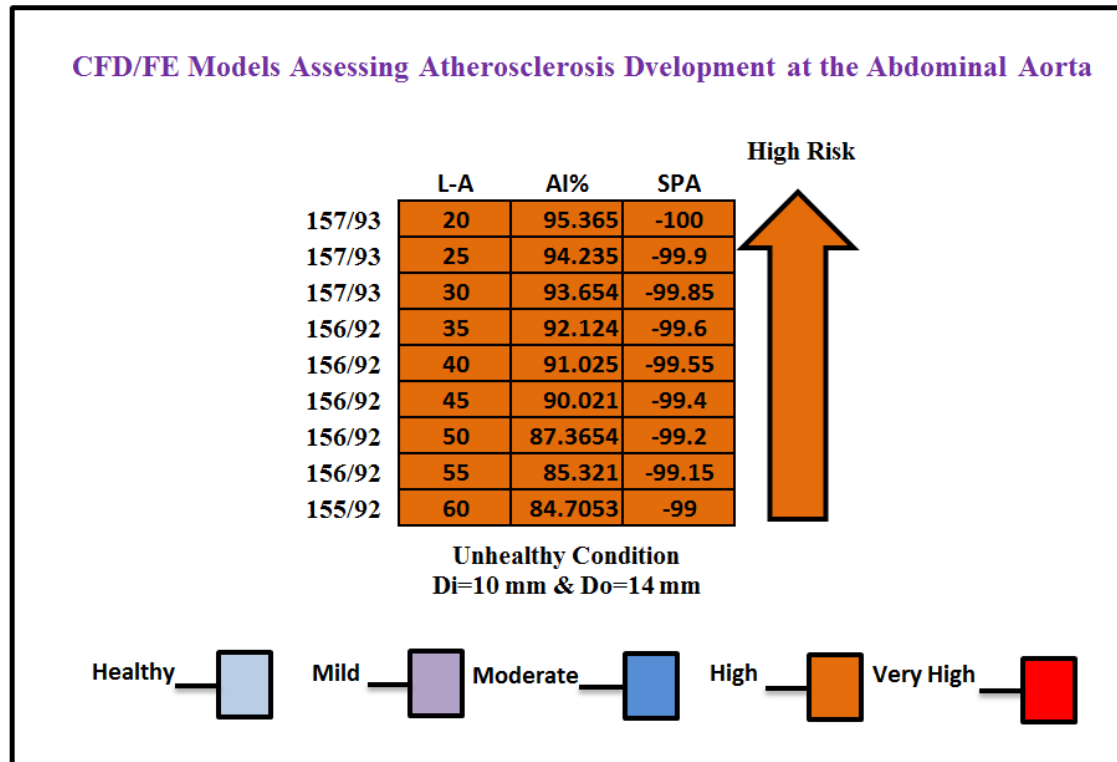 CFD/FE Models Assessing Atherosclerosis Dvelopment at the Abdominal Aorta
High Risk
L-A AI% SPA
157/93 20 95.365 -100
157/93 25 94.235 -99.9
157/93 30 93.654 -99.85
156/92 35 92.124 -99.6
156/92 40 91.025 -99.55
156/92 45 90.021 -99.4
156/92 50 87.3654 -99.2
156/92 55 85.321 -99.15
155/92 60 84.7053 -99
Unhealthy Condition
Di=10 mm & Do=14 mm
Healthy Mild Moderate High Very High